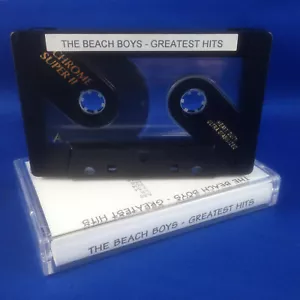 THE BEACH BOYS - GREATEST HITS
CHROME
SUPER II
THE BEACH BOYS - GREATEST HITS
THE BEACH BOYS - GREATEST HITS